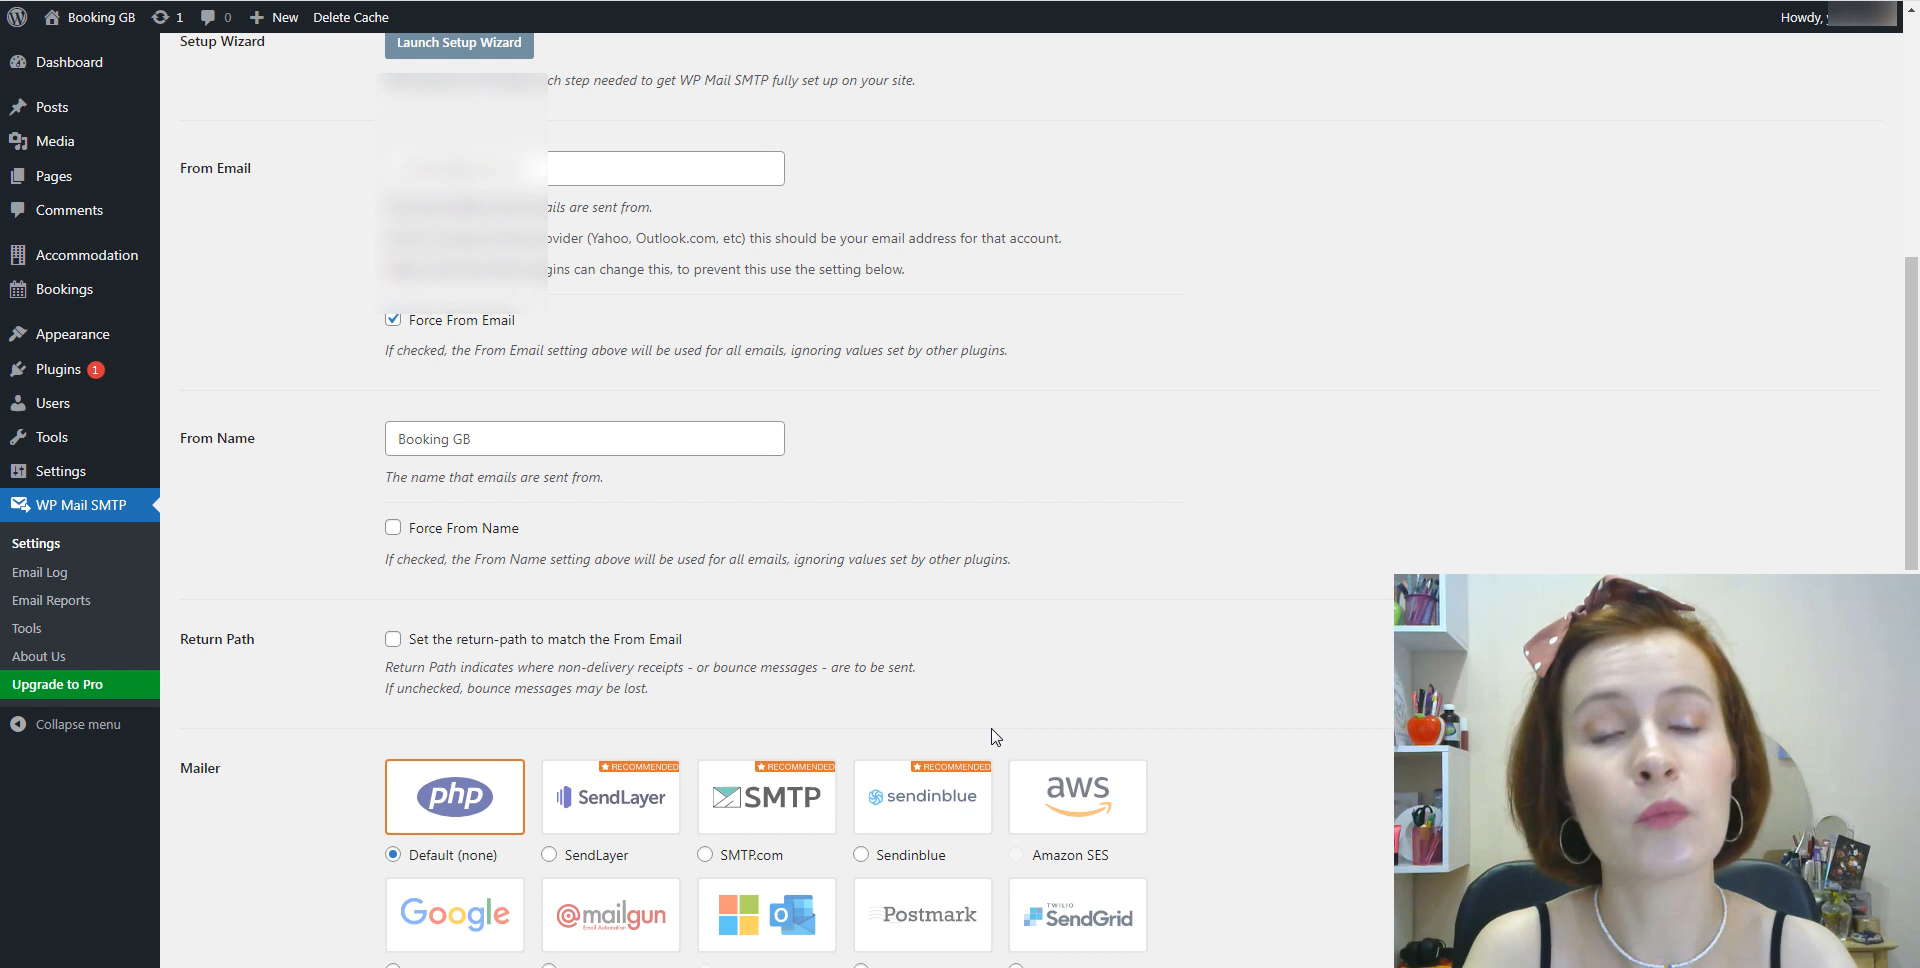 Booking GB
1
0
New
Delete Cache
Howdy,
Dashboard
Posts
Media
Pages
Comments
Accommodation
Bookings
Appearance
Plugins 1
Users
Tools
Settings
WP Mail SMTP
Settings
Email Log
Email Reports
Tools
About Us
Upgrade to Pro
Collapse menu
Setup Wizard
Launch Setup Wizard
ch step needed to get WP Mail SMTP fully set up on your site.
From Email
ails are sent from.
ovider (Yahoo, Outlook.com, etc) this should be your email address for that account.
gins can change this, to prevent this use the setting below.
Force From Email
If checked, the From Email setting above will be used for all emails, ignoring values set by other plugins.
From Name
Booking GB
The name that emails are sent from.
Force From Name
If checked, the From Name setting above will be used for all emails, ignoring values set by other plugins.
Return Path
Set the return-path to match the From Email
Return Path indicates where non-delivery receipts - or bounce messages - are to be sent.
If unchecked, bounce messages may be lost.
Mailer
php
RECOMMENDED
SendLayer
RECOMMENDED
SMTP
RECOMMENDED
sendinblue
aws
Default (none)
SendLayer
SMTP.com
Sendinblue
Amazon SES
Google
@mailgun
Email Automation
O
Postmark
TWILIO
SendGrid